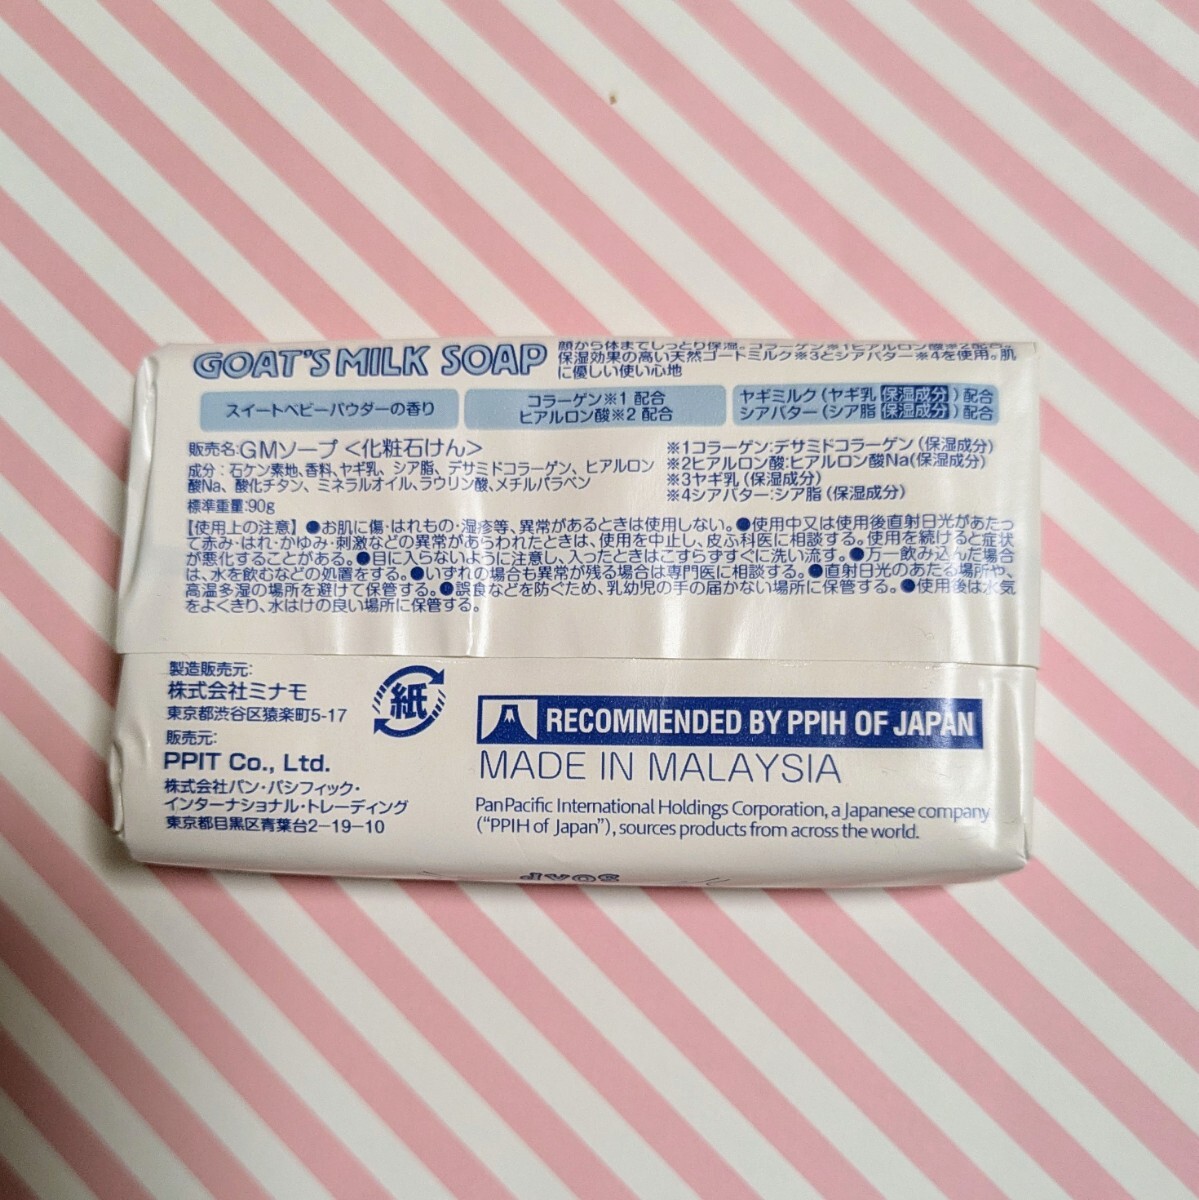 GOAT'S MILK SOAP
顔から体までしっとり保湿。コラーゲン※1ヒアルロン酸※2配合。
保湿効果の高い天然ゴートミルク※3とシアバター※4を使用。肌
に優しい使い心地
スイートベビーパウダーの香り
コラーゲン※1 配合
ヒアルロン酸※2 配合
ヤギミルク(ヤギ乳 保湿成分)配合
シアバター(シア脂 保湿成分)配合
販売名:GMソープ <化粧石けん>
成分:石ケン素地、香料、ヤギ乳、シア脂、デサミドコラーゲン、ヒアルロン
酸Na、酸化チタン、ミネラルオイル、ラウリン酸、メチルパラベン
標準重量:90g
※1コラーゲン:デサミドコラーゲン(保湿成分)
※2ヒアルロン酸:ヒアルロン酸Na(保湿成分)
※3ヤギ乳(保湿成分)
※4シアバター:シア脂(保湿成分)
【使用上の注意】●お肌に傷・はれもの・湿疹等、異常があるときは使用しない。●使用中又は使用後直射日光があたっ
て赤み・はれ・かゆみ・刺激などの異常があらわれたときは、使用を中止し、皮ふ科医に相談する。使用を続けると症状
が悪化することがある。●目に入らないように注意し、入ったときはこすらずすぐに洗い流す。●万一飲み込んだ場合
は、水を飲むなどの処置をする。●いずれの場合も異常が残る場合は専門医に相談する。●直射日光のあたる場所や、
高温多湿の場所を避けて保管する。●誤食などを防ぐため、乳幼児の手の届かない場所に保管する。●使用後は水気
をよくきり、水はけの良い場所に保管する。
製造販売元:
株式会社ミナモ
東京都渋谷区猿楽町5-17
販売元:
PPIT Co., Ltd.
株式会社パン・パシフィック・
インターナショナル・トレーディング
東京都目黒区青葉台2-19-10
紙
RECOMMENDED BY PPIH OF JAPAN
MADE IN MALAYSIA
Pan Pacific International Holdings Corporation, a Japanese company
("PPIH of Japan"), sources products from across the world.
SOAP